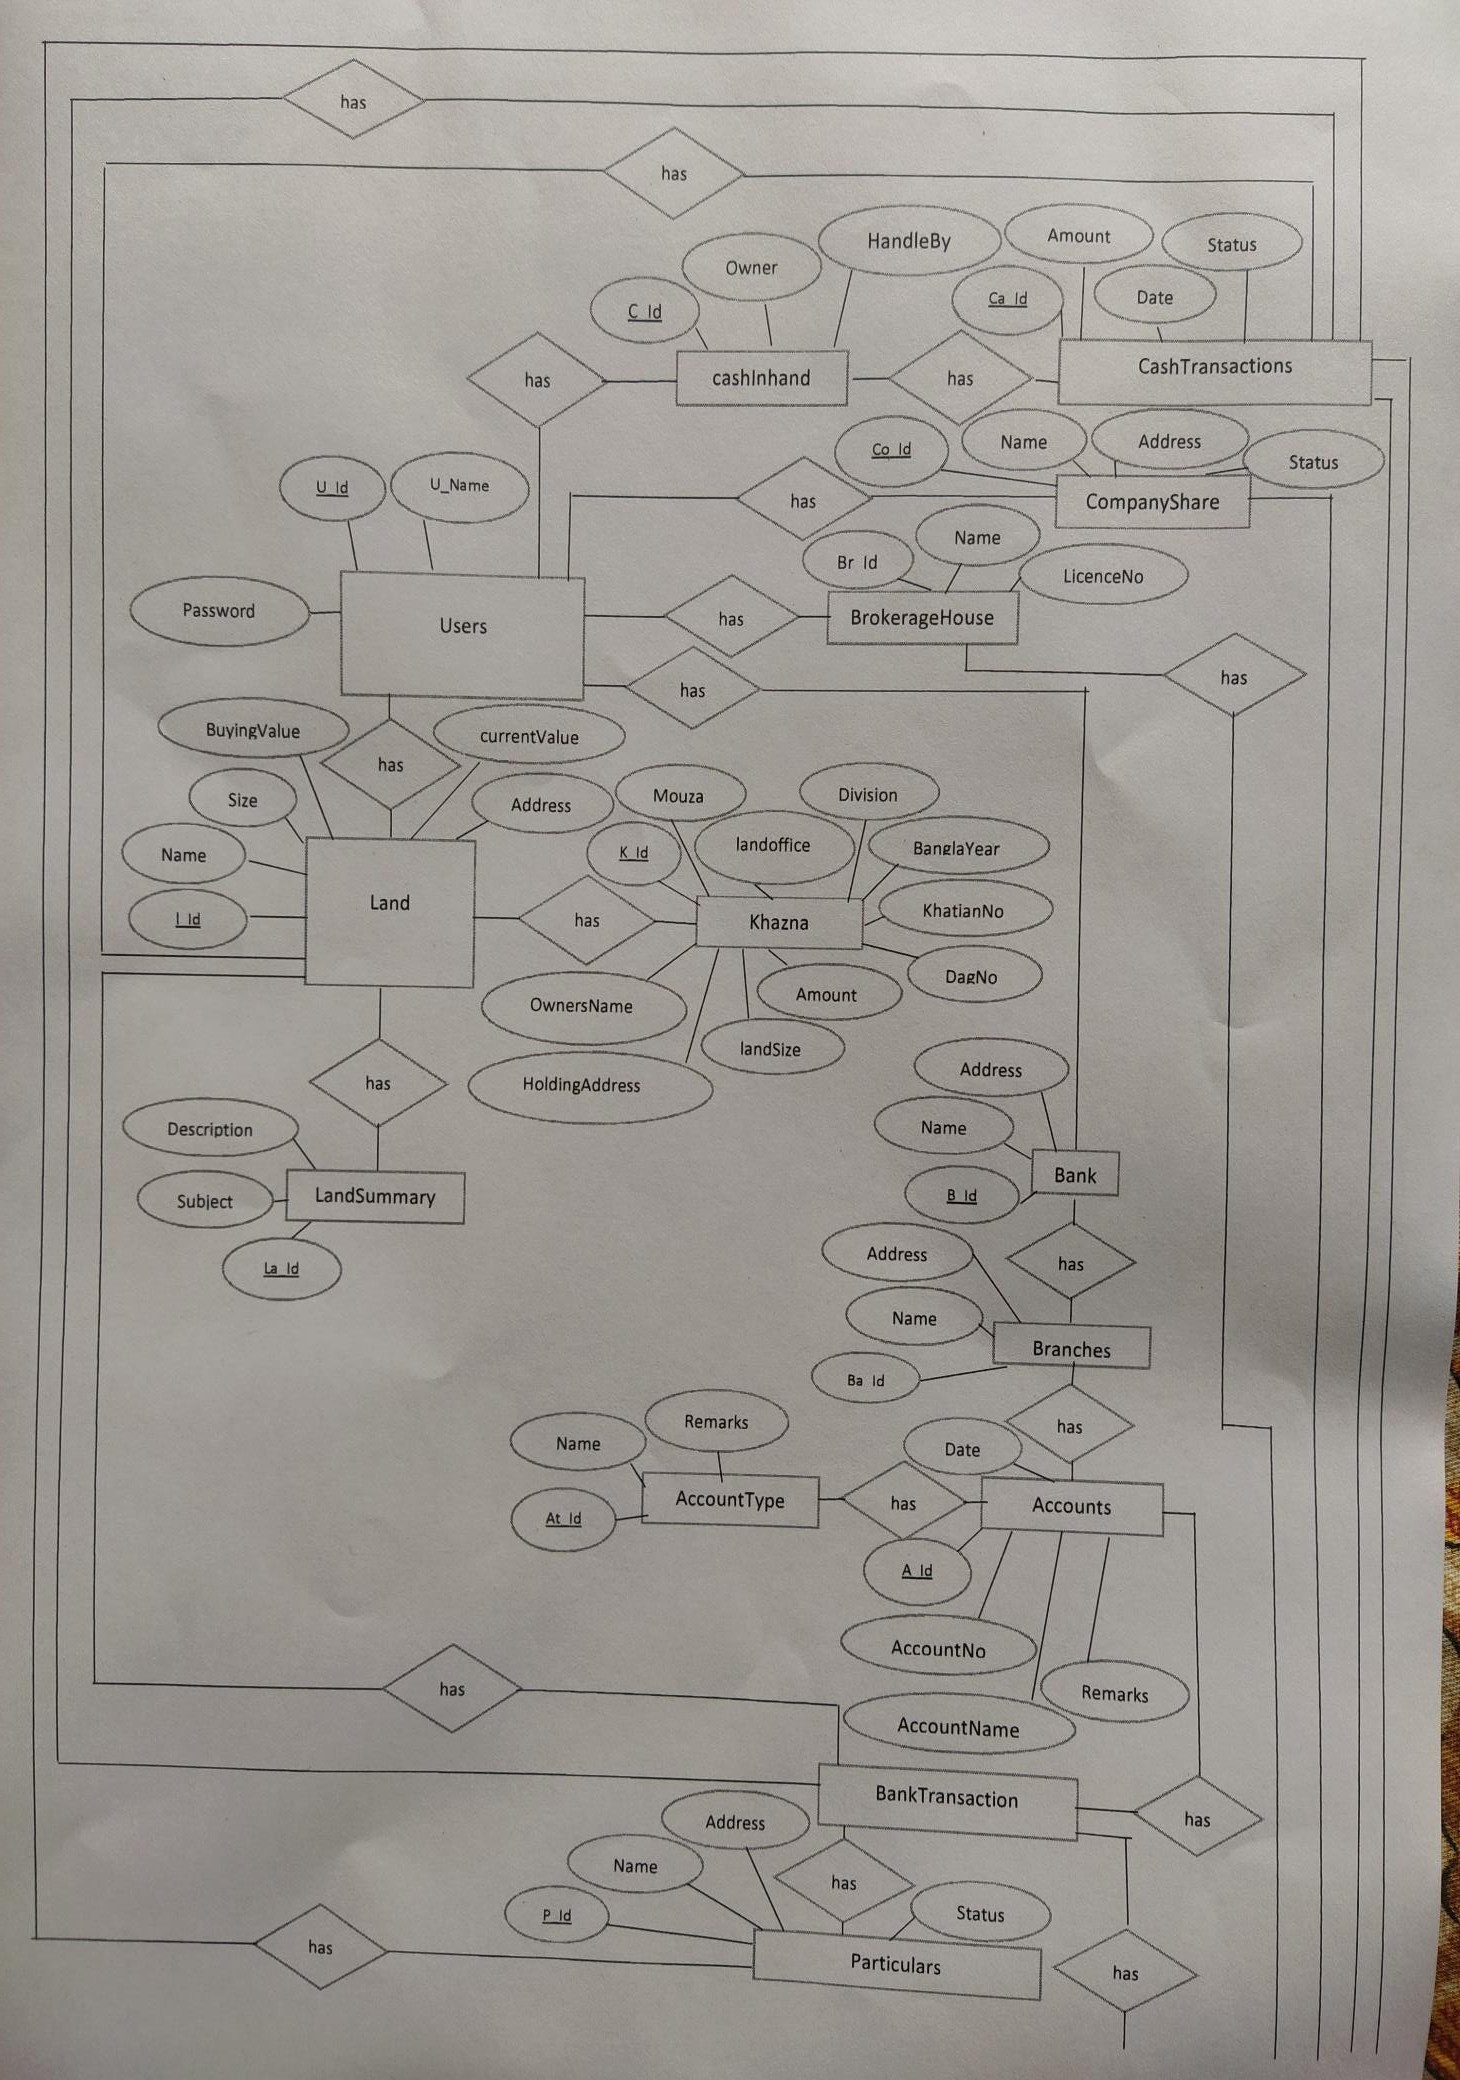 has
has
HandleBy
Amount
Status
Owner
Date
Ca_Id
C_Id
has
cashInhand
has
CashTransactions
Co_Id
Name
Address
Status
U_Id
U_Name
has
CompanyShare
Name
Br_Id
LicenceNo
Password
Users
has
BrokerageHouse
has
has
BuyingValue
has
currentValue
Size
Address
Mouza
Division
Name
K_Id
landoffice
BanglaYear
Land
I_Id
has
Khazna
KhatianNo
DagNo
OwnersName
Amount
landSize
HoldingAddress
has
Address
Description
Name
Subject
LandSummary
Bank
B_Id
La_Id
Address
has
Name
Branches
Ba_Id
Name
Remarks
has
Date
At_Id
AccountType
has
Accounts
A_Id
AccountNo
has
Remarks
AccountName
BankTransaction
has
Address
Name
has
P_Id
Status
has
Particulars
has